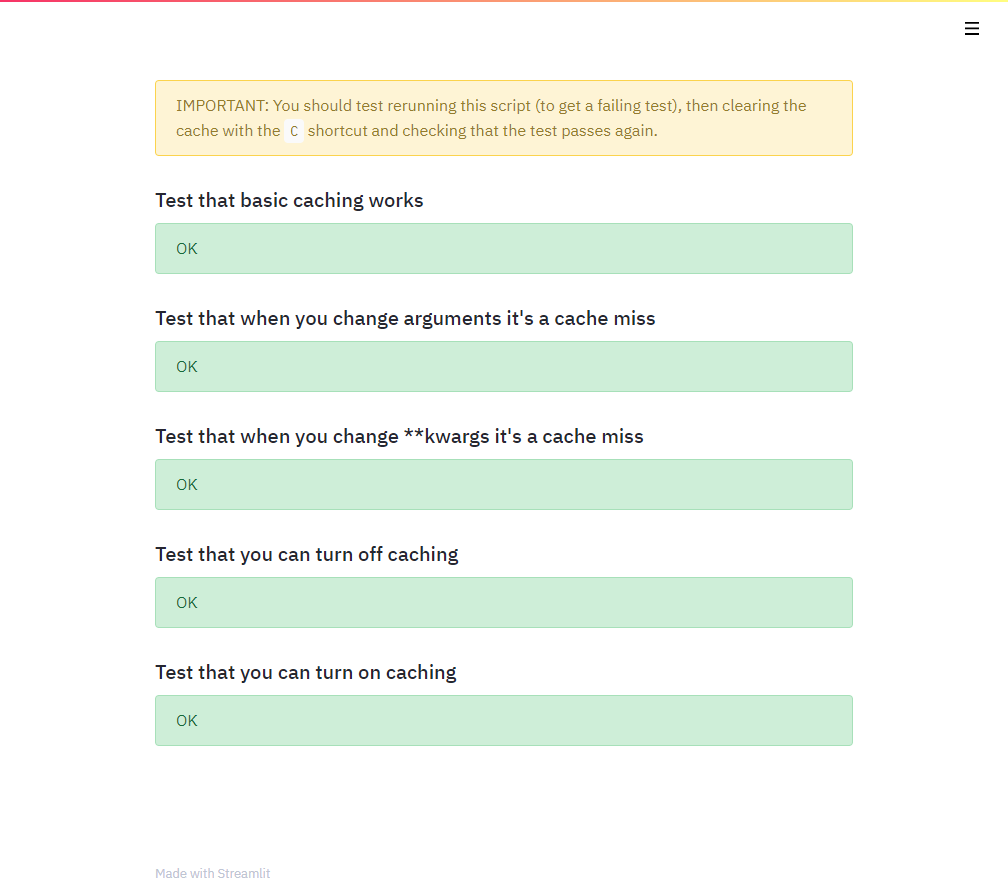 IMPORTANT: You should test rerunning this script (to get a failing test), then clearing the
cache with the C shortcut and checking that the test passes again.
Test that basic caching works
OK
Test that when you change arguments it's a cache miss
OK
Test that when you change **kwargs it's a cache miss
OK
Test that you can turn off caching
OK
Test that you can turn on caching
OK
Made with Streamlit